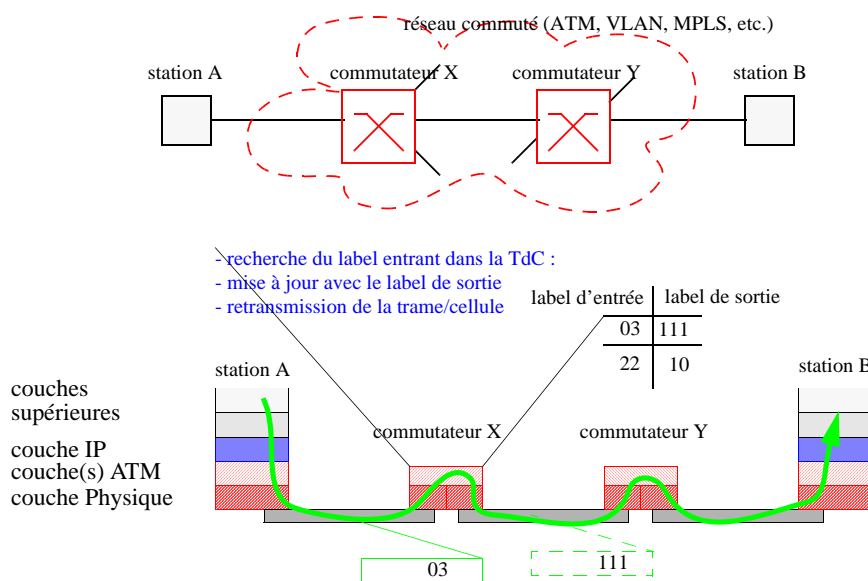 réseau commuté (ATM, VLAN, MPLS, etc.)
station A
commutateur X
commutateur Y
station B
- recherche du label entrant dans la TdC :
- mise à jour avec le label de sortie
- retransmission de la trame/cellule
label d'entrée
label de sortie
03
111
22
10
station A
station B
couches
supérieures
couche IP
couche(s) ATM
couche Physique
commutateur X
commutateur Y
03
111